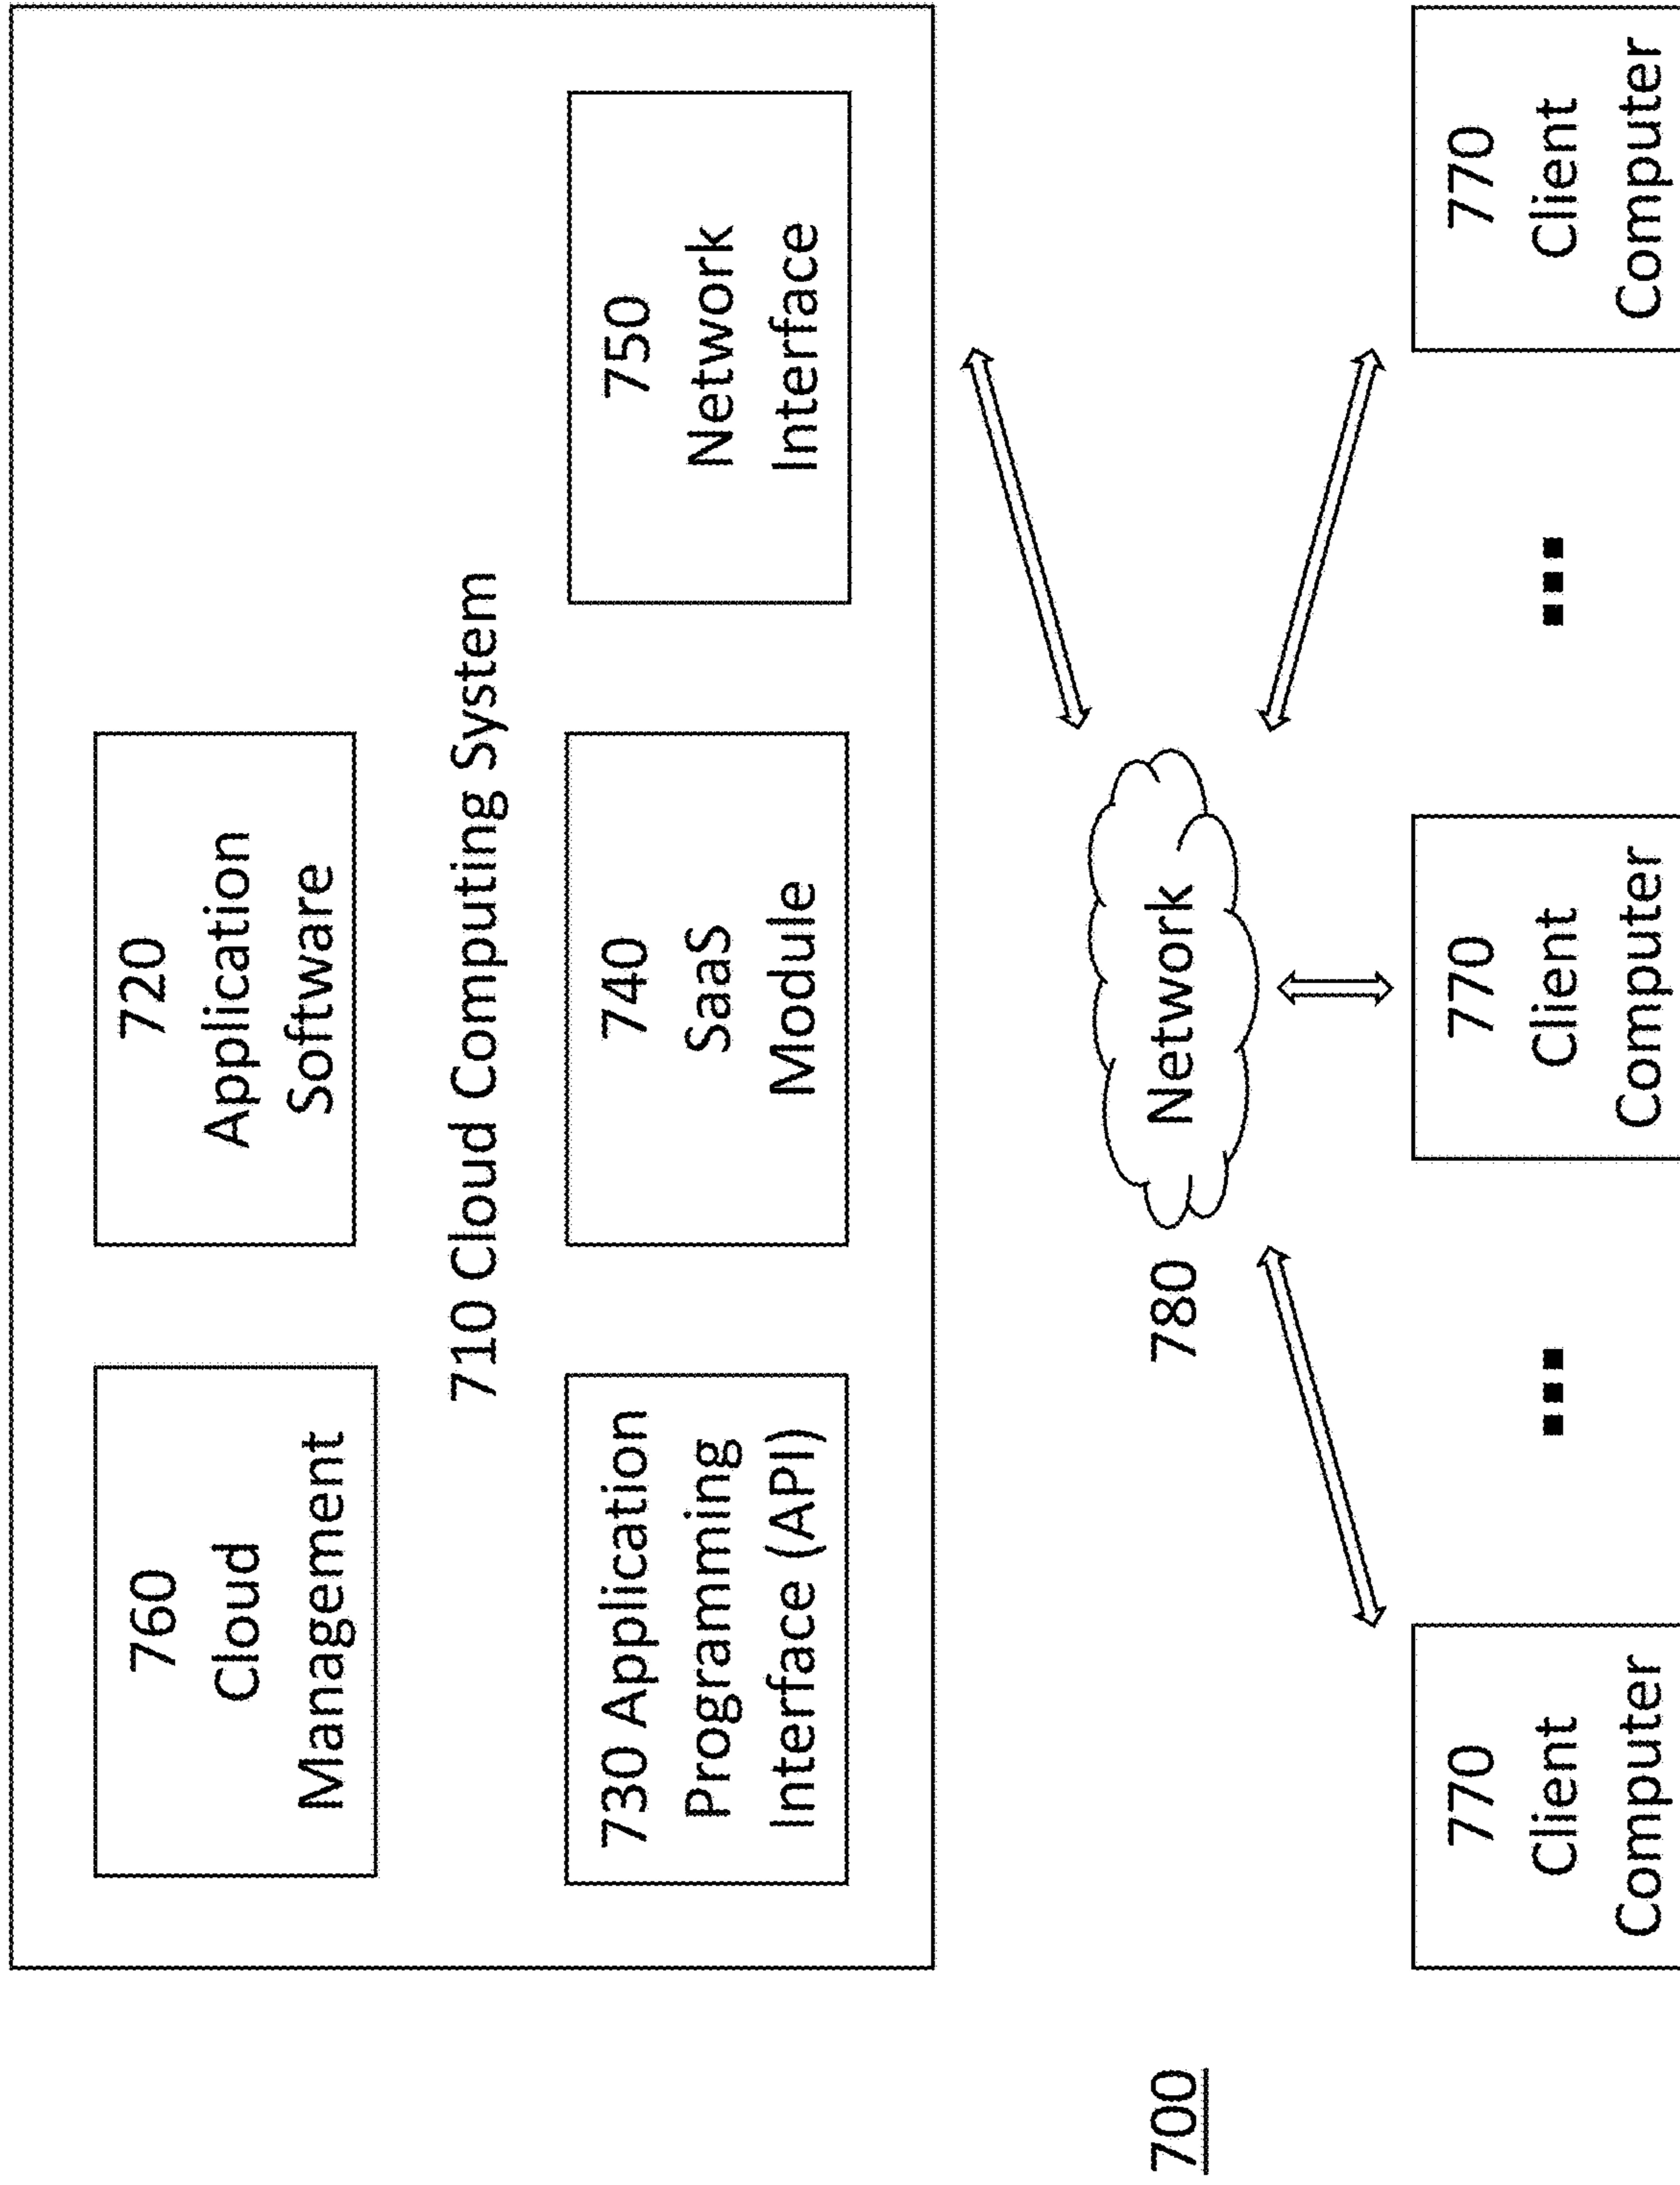 760
Cloud
Management
720
Application
Software
710 Cloud Computing System
730 Application
Programming
Interface (API)
740
SaaS
Module
750
Network
Interface
780
Network
700
770
Client
Computer
770
Client
Computer
770
Client
Computer